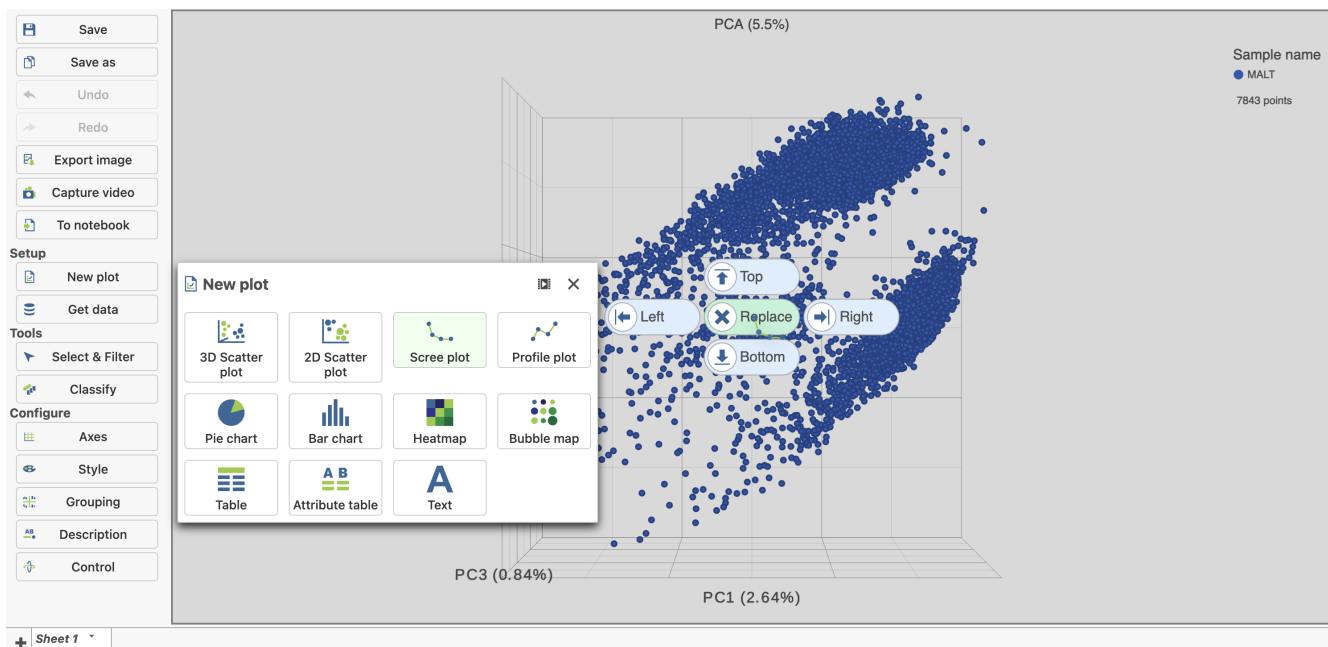 Save
Save as
Undo
Redo
Export image
Capture video
To notebook
Setup
New plot
Get data
Tools
Select & Filter
Classify
Configure
Axes
Style
Grouping
Description
Control
New plot
3D Scatter
plot
2D Scatter
plot
Scree plot
Profile plot
Pie chart
Bar chart
Heatmap
Bubble map
Table
A B
Attribute table
A
Text
PCA (5.5%)
Sample name
MALT
7843 points
Top
Left
Replace
Right
Bottom
PC3 (0.84%)
PC1 (2.64%)
Sheet 1